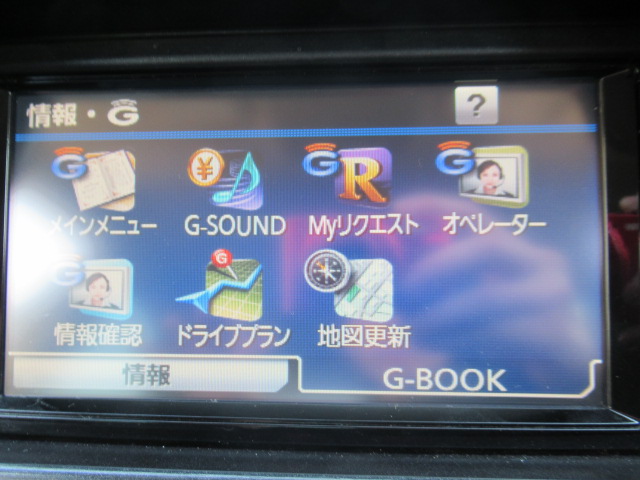 情報・G
?
メインメニュー G-SOUND Myリクエスト オペレーター
情報確認 ドライブプラン 地図更新
情報 G-BOOK